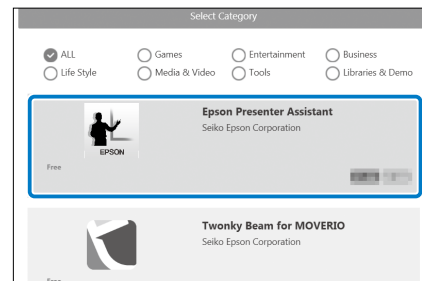 Select Category
ALL
Games
Entertainment
Business
Life Style
Media & Video
Tools
Libraries & Demo
Epson Presenter Assistant
Seiko Epson Corporation
EPSON
Free
Twonky Beam for MOVERIO
Seiko Epson Corporation
Free